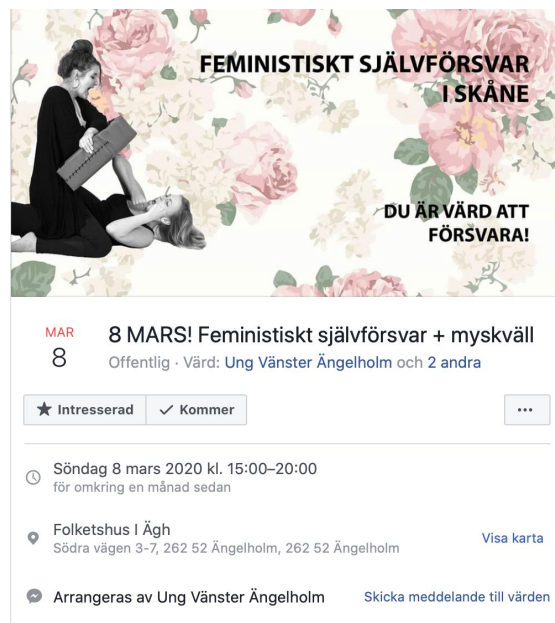 FEMINISTISKT SJÄLVFÖRSVAR
I SKÅNE
DU ÄR VÄRD ATT
FÖRSVARA!
MAR
8
8 MARS! Feministiskt självförsvar + myskväll
Offentlig · Värd: Ung Vänster Ängelholm och 2 andra
Intresserad
Kommer
Söndag 8 mars 2020 kl. 15:00–20:00
för omkring en månad sedan
Folketshus I Ägh
Södra vägen 3-7, 262 52 Ängelholm, 262 52 Ängelholm
Visa karta
Arrangeras av Ung Vänster Ängelholm
Skicka meddelande till värden